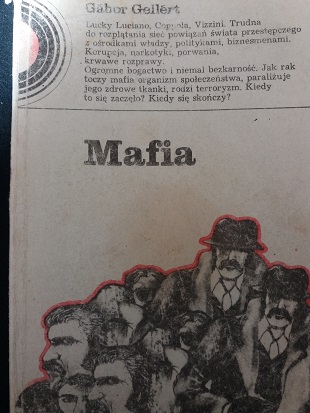 Gabor Gellért
Lucky Luciano, Coppola, Vizzini. Trudna
do rozplątania sieć powiązań świata przestępczego
z ośrodkami władzy, politykami, biznesmenami.
Korupcja, narkotyki, porwania,
krwawe rozprawy.
Ogromne bogactwo i niemal bezkarność. Jak rak
toczy mafia organizm społeczeństwa, paraliżuje
jego zdrowe tkanki, rodzi terroryzm. Kiedy
to się zaczęło? Kiedy się skończy?
Mafia